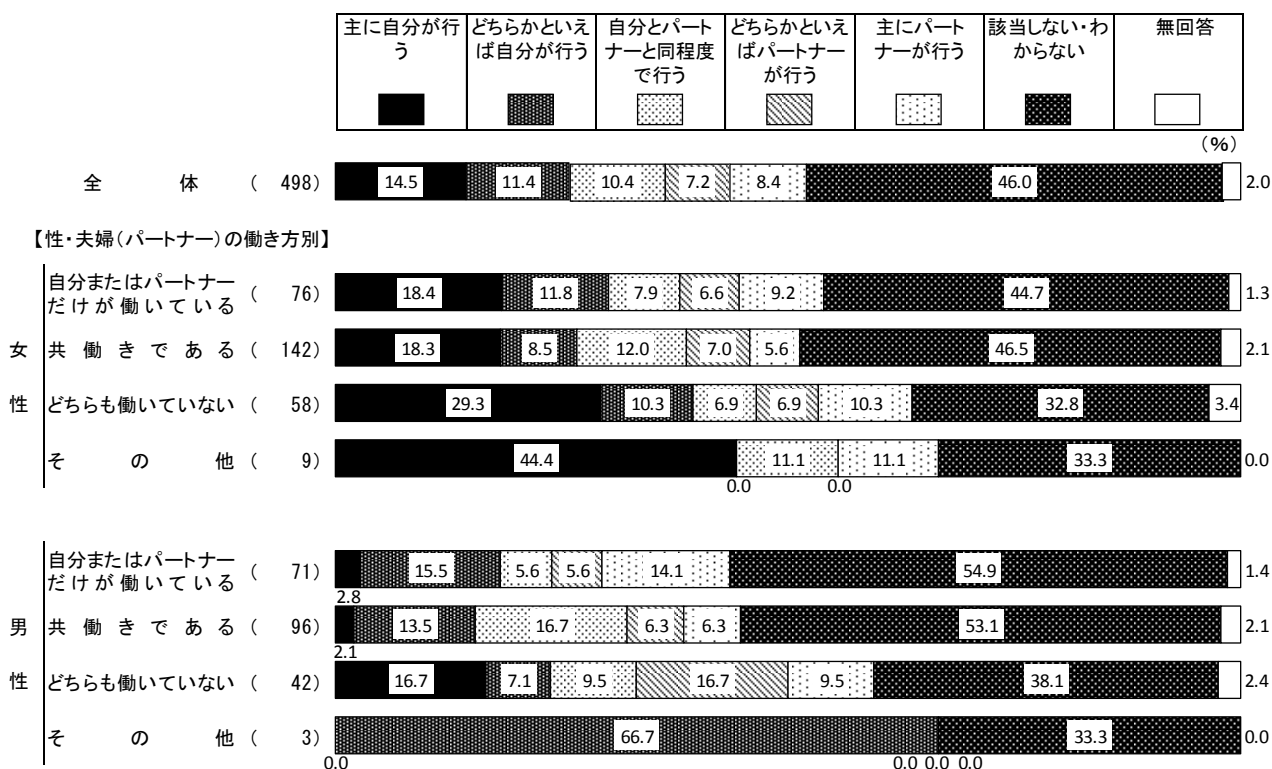 主に自分が行
う
どちらかといえ
ば自分が行う
自分とパート
ナーと同程度
で行う
どちらかといえ
ばパートナー
が行う
主にパート
ナーが行う
該当しない・わ
からない
無回答
(%)
全 体 ( 498) 14.5 11.4 10.4 7.2 8.4 46.0 2.0
【性・夫婦(パートナー)の働き方別】
女性
自分またはパートナー
だけが働いている ( 76) 18.4 11.8 7.9 6.6 9.2 44.7 1.3
共働きである ( 142) 18.3 8.5 12.0 7.0 5.6 46.5 2.1
どちらも働いていない ( 58) 29.3 10.3 6.9 6.9 10.3 32.8 3.4
そ の 他 ( 9) 44.4 11.1 11.1 33.3 0.0
0.0 0.0
男性
自分またはパートナー
だけが働いている ( 71) 15.5 5.6 5.6 14.1 54.9 1.4
2.8
共働きである ( 96) 13.5 16.7 6.3 6.3 53.1 2.1
2.1
どちらも働いていない ( 42) 16.7 7.1 9.5 16.7 9.5 38.1 2.4
そ の 他 ( 3) 66.7 33.3 0.0
0.0 0.0 0.0 0.0